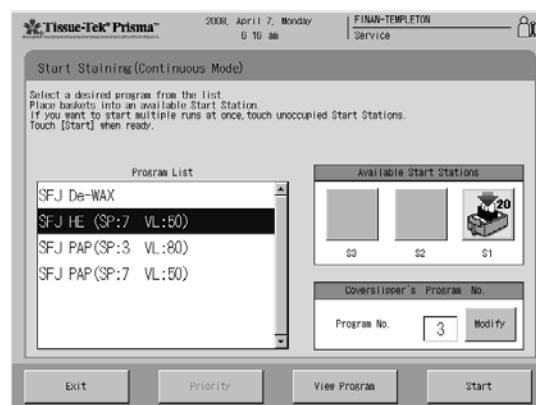 Tissue-Tek® Prisma™
2008, April 7, Monday
6 16 am
FINAN-TEMPLETON
Service
Start Staining(Continuous Mode)
Select a desired program from the list.
Place baskets into an available Start Station.
If you want to start multiple runs at once, touch unoccupied Start Stations.
Touch [Start] when ready.
Program List
SFJ De-WAX
SFJ HE (SP:7 VL:50)
SFJ PAP(SP:3 VL:80)
SFJ PAP(SP:7 VL:50)
Available Start Stations
20
S3 S2 S1
Coverslipper's Program No.
Program No. 3 Modify
Exit Priority View Program Start